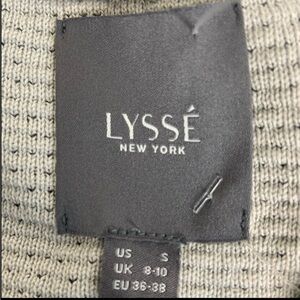 LYSSÉ
NEW YORK
US S
UK 8-10
EU 36-38